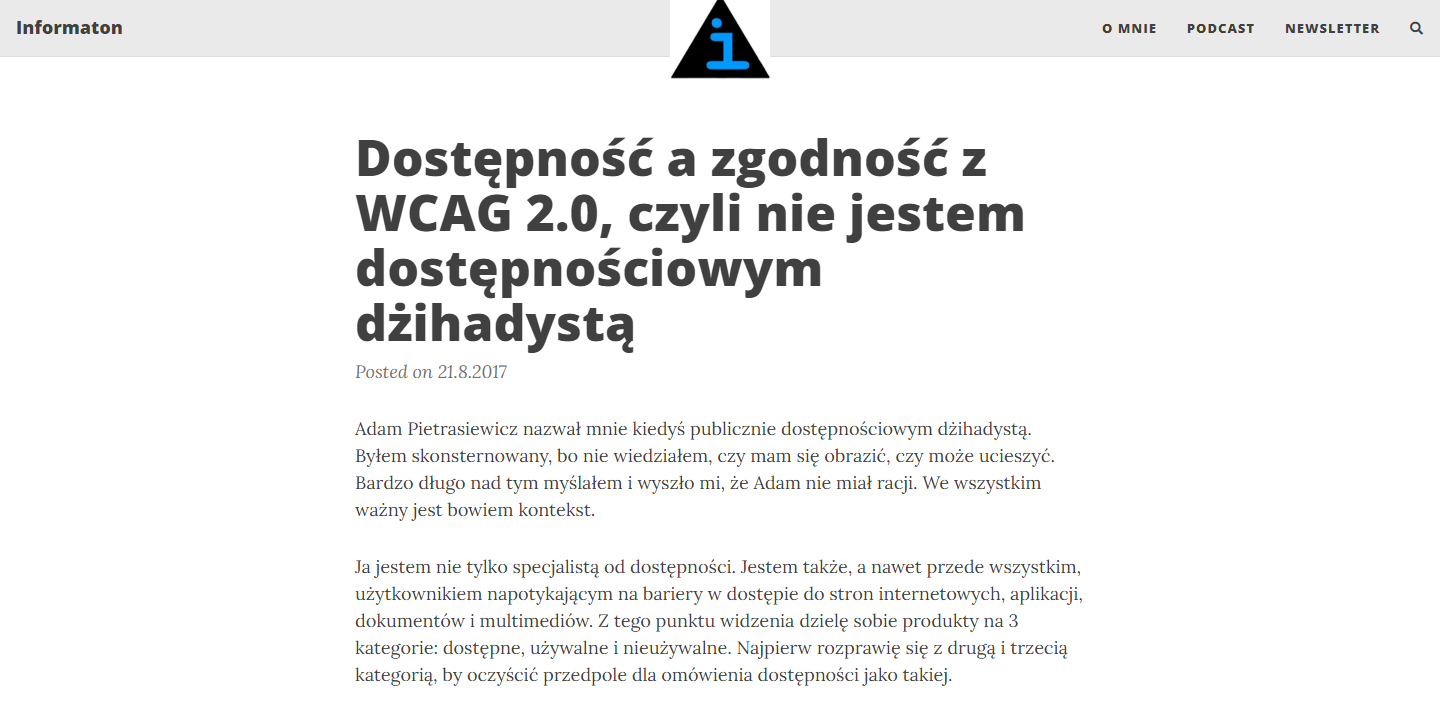 Informaton
i
O MNIE
PODCAST
NEWSLETTER
Dostępność a zgodność z
WCAG 2.0, czyli nie jestem
dostępnościowym
dżihadystą
Posted on 21.8.2017
Adam Pietrasiewicz nazwał mnie kiedyś publicznie dostępnościowym dżihadystą.
Byłem skonsternowany, bo nie wiedziałem, czy mam się obrazić, czy może ucieszyć.
Bardzo długo nad tym myślałem i wyszło mi, że Adam nie miał racji. We wszystkim
ważny jest bowiem kontekst.
Ja jestem nie tylko specjalistą od dostępności. Jestem także, a nawet przede wszystkim,
użytkownikiem napotykającym na bariery w dostępie do stron internetowych, aplikacji,
dokumentów i multimediów. Z tego punktu widzenia dzielę sobie produkty na 3
kategorie: dostępne, używalne i nieużywalne. Najpierw rozprawię się z drugą i trzecią
kategorią, by oczyścić przedpole dla omówienia dostępności jako takiej.